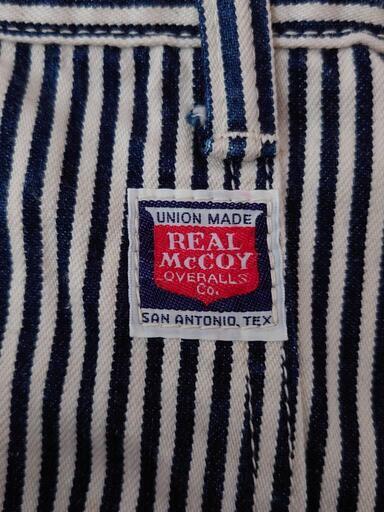 UNION MADE
REAL
McCOY
OVERALLS
Co.
SAN ANTONIO, TEX